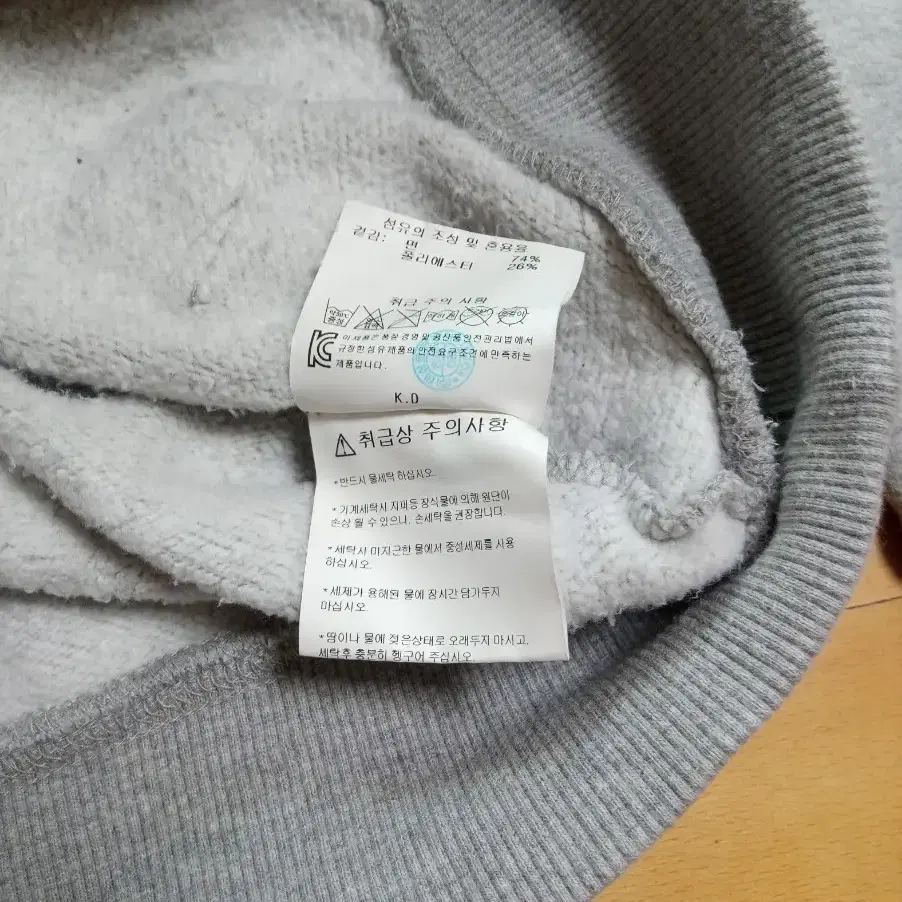 섬유의 조성 및 혼용율
겉감: 면 74%
폴리에스터 26%
취급 주의 사항
약30℃ 중성
이 제품은 품질경영 및 공산품안전관리법에서
규정한 섬유제품의 안전요구조건에 만족하는
제품입니다.
K.D
취급상 주의사항
*반드시 물세탁 하십시오.
*기계세탁시 지퍼등 장식물에 의해 원단이
손상 될 수 있으니, 손세탁을 권장합니다.
*세탁시 미지근한 물에서 중성세제를 사용
하십시오.
*세제가 용해된 물에 장시간 담가두지
마십시오.
*땀이나 물에 젖은상태로 오래두지 마시고,
세탁후 충분히 헹구어 주십시오.